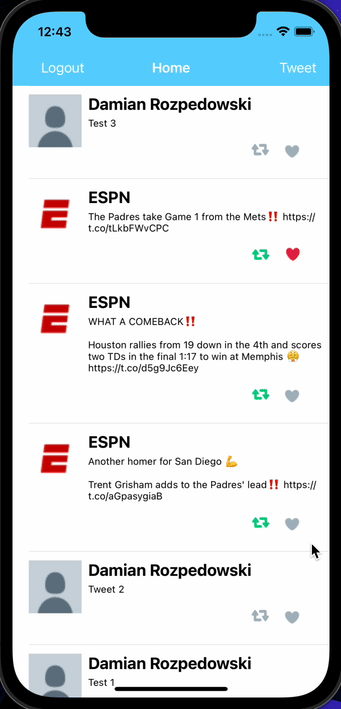 12:43
Logout Home Tweet
Damian Rozpedowski
Test 3
ESPN
The Padres take Game 1 from the Mets‼️ https://
t.co/tLkbFWvCPC
ESPN
WHAT A COMEBACK‼️
Houston rallies from 19 down in the 4th and scores
two TDs in the final 1:17 to win at Memphis 😤
https://t.co/d5g9Jc6Eey
ESPN
Another homer for San Diego 💪
Trent Grisham adds to the Padres' lead‼️ https://
t.co/aGpasygiaB
Damian Rozpedowski
Tweet 2
Damian Rozpedowski
Test 1